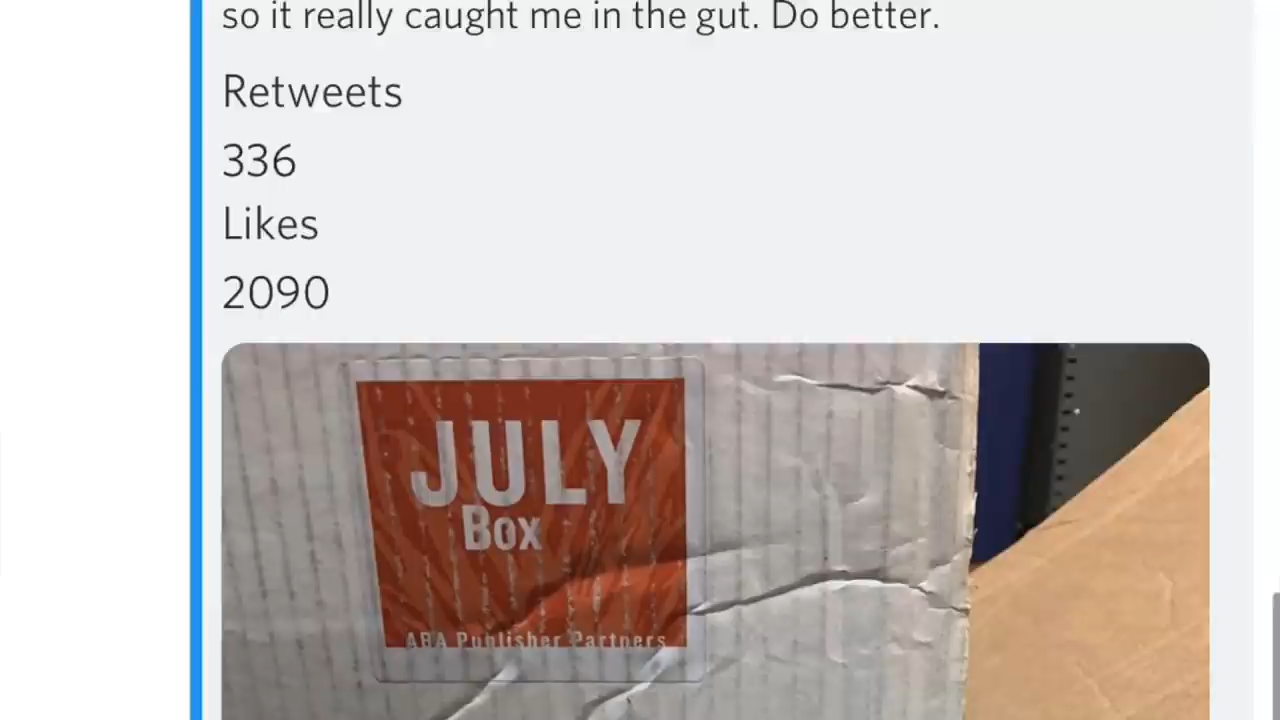 so it really caught me in the gut. Do better.
Retweets
336
Likes
2090
JULY
Box
ABA Publisher Partners